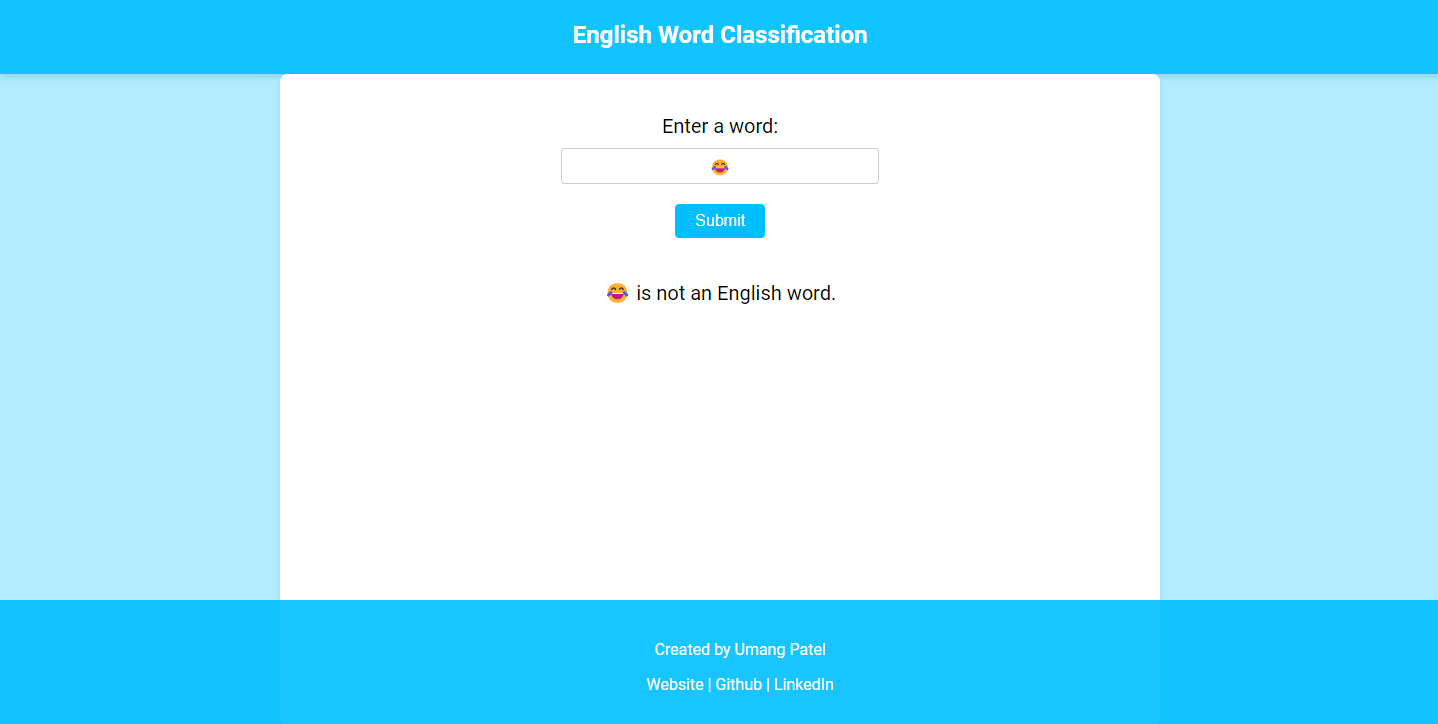 English Word Classification
Enter a word:
😂
Submit
😂 is not an English word.
Created by Umang Patel
Website | Github | LinkedIn